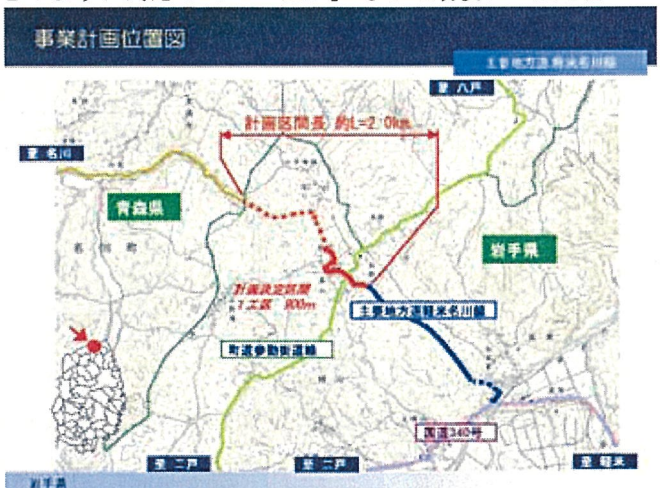 事業計画位置図
主要地方道軽米名川線
至 八戸
計画区間長 約L=2.0km
至 名川
青森県
名川町
岩手県
計画決定区間
1工区 900m
主要地方道軽米名川線
町道参勤街道線
国道340号
至 二戸
至 二戸
至 軽米
岩手県